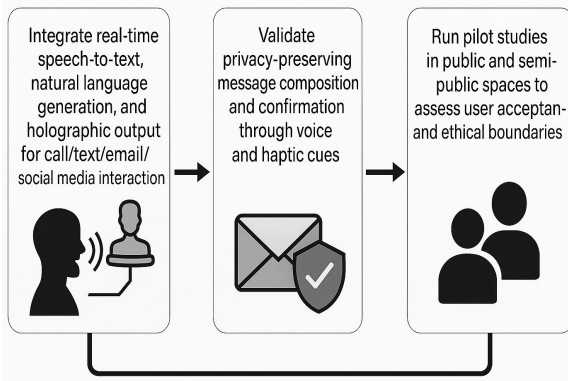 Integrate real-time
speech-to-text,
natural language
generation, and
holographic output
for call/text/email/
social media interaction
Validate
privacy-preserving
message composition
and confirmation
through voice
and haptic cues
Run pilot studies
in public and semi-
public spaces to
assess user acceptan-
and ethical boundaries